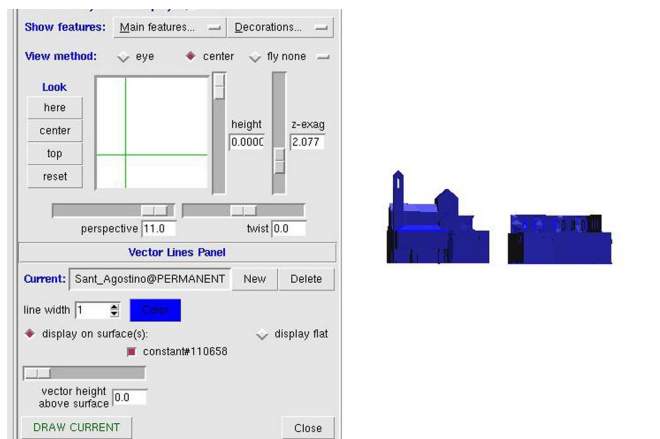 Show features: Main features... Decorations...
View method: eye center fly none
Look
here
center
top
reset
height z-exag
0.000 2.077
perspective 11.0 twist 0.0
Vector Lines Panel
Current: Sant_Agostino@PERMANENT New Delete
line width 1 Color
display on surface(s): display flat
constant#110658
vector height
above surface 0.0
DRAW CURRENT Close